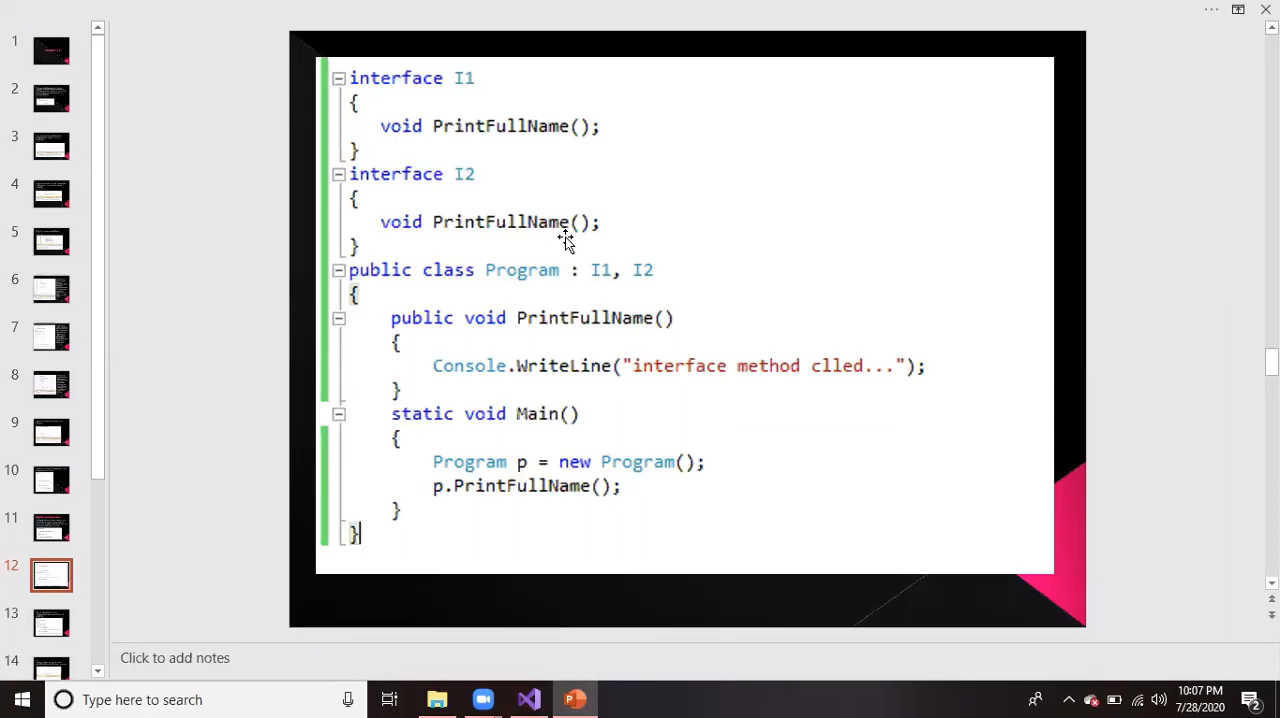 1
2
3
4
5
6
7
8
9
10
11
12
13
14
interface I1
{
void PrintFullName();
}
interface I2
{
void PrintFullName();
}
public class Program : I1, I2
{
public void PrintFullName()
{
Console.WriteLine("interface method clled...");
}
static void Main()
{
Program p = new Program();
p.PrintFullName();
}
}
Click to add notes
Type here to search
10:07 PM
7/28/2020
2